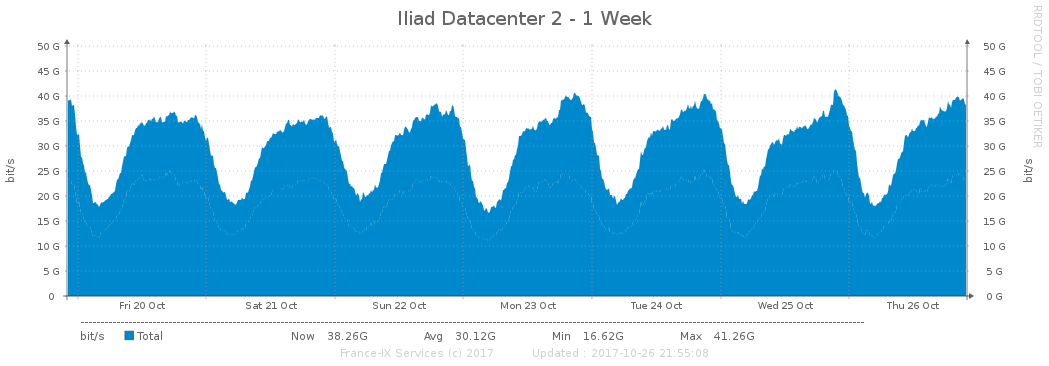 Iliad Datacenter 2 - 1 Week
RRDTOOL / TOBI OETIKER
50 G 50 G
45 G 45 G
40 G 40 G
35 G 35 G
30 G 30 G
25 G 25 G
20 G 20 G
15 G 15 G
10 G 10 G
5 G 5 G
0 0 G
bit/s bit/s
Fri 20 Oct Sat 21 Oct Sun 22 Oct Mon 23 Oct Tue 24 Oct Wed 25 Oct Thu 26 Oct
bit/s Total Now 38.26G Avg 30.12G Min 16.62G Max 41.26G
France-IX Services (c) 2017 Updated : 2017-10-26 21:55:08